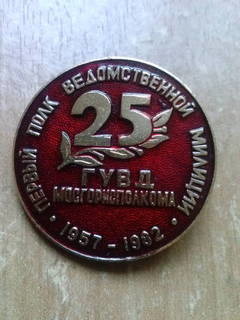 ПЕРВЫЙ ПОЛК ВЕДОМСТВЕННОЙ МИЛИЦИИ
25
ГУВД
МОСГОРИСПОЛКОМА
1957-1982